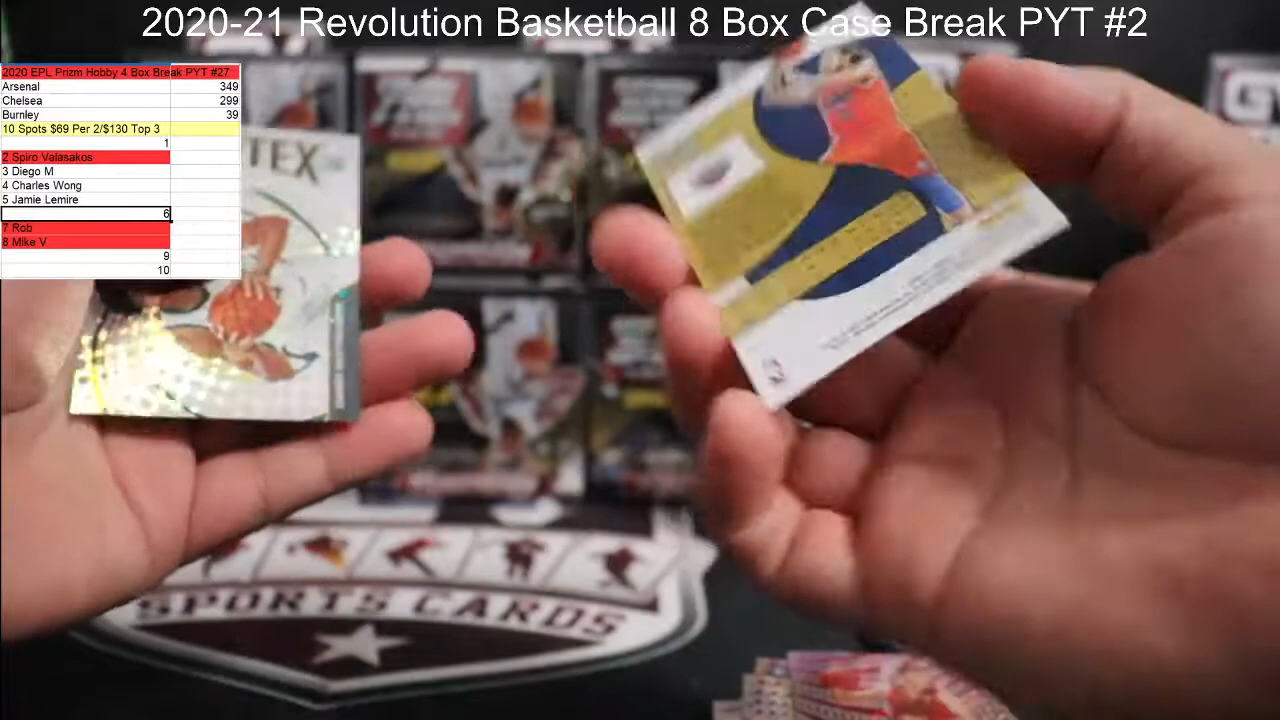 2020-21 Revolution Basketball 8 Box Case Break PYT #2
2020 EPL Prizm Hobby 4 Box Break PYT #27
Arsenal 349
Chelsea 299
Burnley 39
10 Spots $69 Per 2/$130 Top 3
1
2 Spiro Valasakos
3 Diego M
4 Charles Wong
5 Jamie Lemire
6
7 Rob
8 Mike V
9
10
TEX
SPORTS CARDS